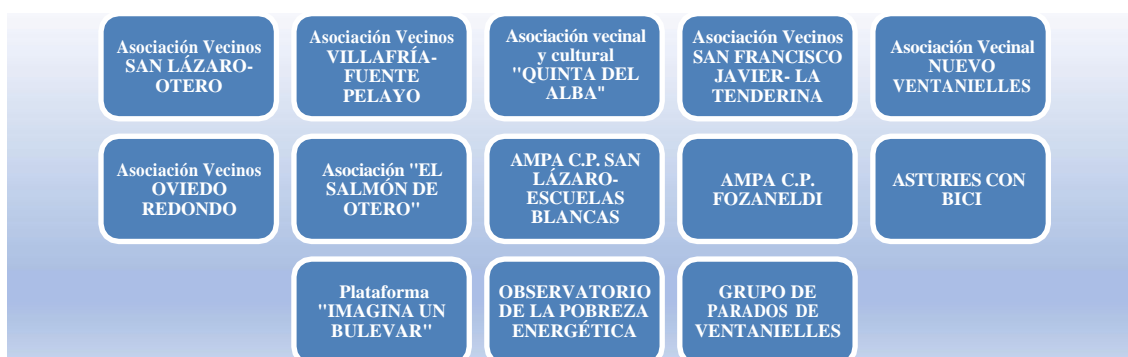 Asociación Vecinos
SAN LÁZARO-
OTERO
Asociación Vecinos
VILLAFRÍA-
FUENTE
PELAYO
Asociación vecinal
y cultural
"QUINTA DEL
ALBA"
Asociación Vecinos
SAN FRANCISCO
JAVIER- LA
TENDERINA
Asociación Vecinal
NUEVO
VENTANIELLES
Asociación Vecinos
OVIEDO
REDONDO
Asociación "EL
SALMÓN DE
OTERO"
AMPA C.P. SAN
LÁZARO-
ESCUELAS
BLANCAS
AMPA C.P.
FOZANELDI
ASTURIES CON
BICI
Plataforma
"IMAGINA UN
BULEVAR"
OBSERVATORIO
DE LA POBREZA
ENERGÉTICA
GRUPO DE
PARADOS DE
VENTANIELLES